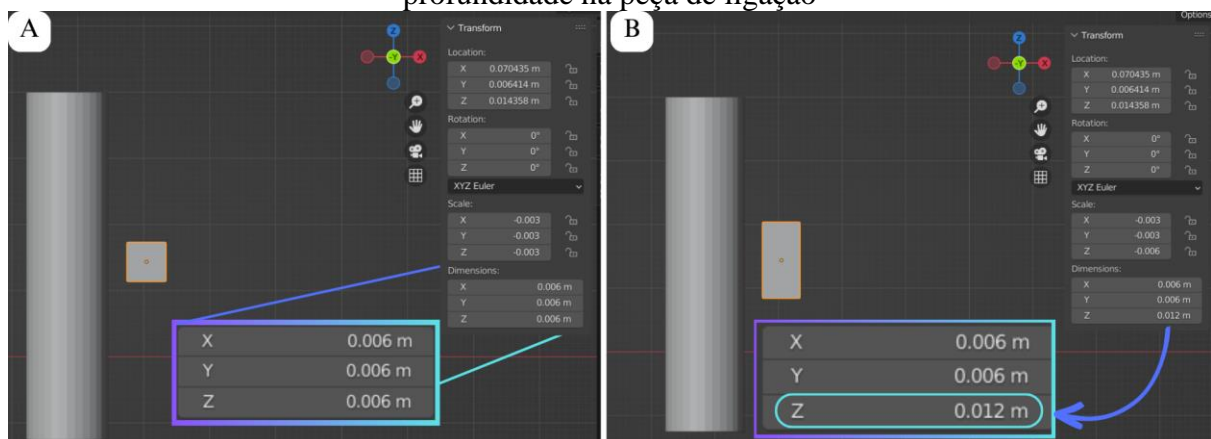 profundidade na peça de ligação
A
Z
-Y
X
Transform
Location:
X 0.070435 m
Y 0.006414 m
Z 0.014358 m
Rotation:
X 0°
Y 0°
Z 0°
XYZ Euler
Scale:
X -0.003
Y -0.003
Z -0.003
Dimensions:
X 0.006 m
Y 0.006 m
Z 0.006 m
X 0.006 m
Y 0.006 m
Z 0.006 m
B
Options
Z
-Y
X
Transform
Location:
X 0.070435 m
Y 0.006414 m
Z 0.014358 m
Rotation:
X 0°
Y 0°
Z 0°
XYZ Euler
Scale:
X -0.003
Y -0.003
Z -0.006
Dimensions:
X 0.006 m
Y 0.006 m
Z 0.012 m
X 0.006 m
Y 0.006 m
Z 0.012 m